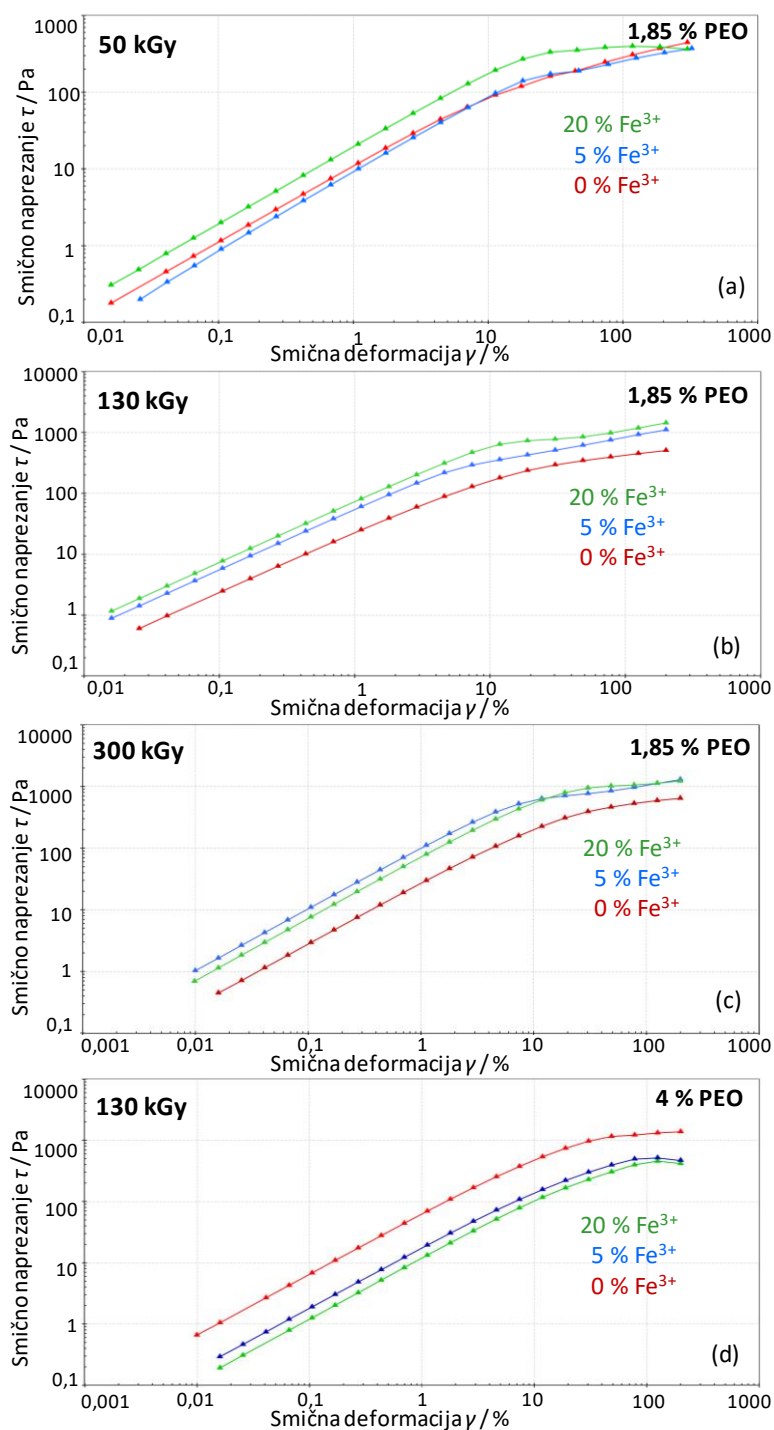 50 kGy
1,85 % PEO
Smično naprezanje τ / Pa
1000
100
10
1
0,1
20 % Fe³⁺
5 % Fe³⁺
0 % Fe³⁺
(a)
0,01 0,1 1 10 100 1000
Smična deformacija γ / %
130 kGy
1,85 % PEO
Smično naprezanje τ / Pa
10000
1000
100
10
1
0,1
20 % Fe³⁺
5 % Fe³⁺
0 % Fe³⁺
(b)
0,01 0,1 1 10 100 1000
Smična deformacija γ / %
300 kGy
1,85 % PEO
Smično naprezanje τ / Pa
10000
1000
100
10
1
0,1
20 % Fe³⁺
5 % Fe³⁺
0 % Fe³⁺
(c)
0,001 0,01 0,1 1 10 100 1000
Smična deformacija γ / %
130 kGy
4 % PEO
Smično naprezanje τ / Pa
10000
1000
100
10
1
0,1
20 % Fe³⁺
5 % Fe³⁺
0 % Fe³⁺
(d)
0,001 0,01 0,1 1 10 100 1000
Smična deformacija γ / %